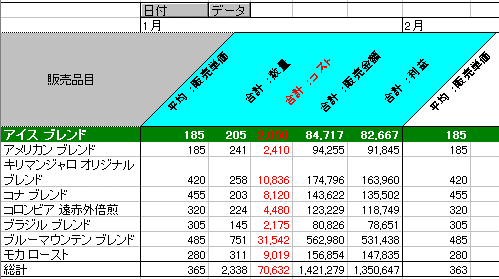 日付 データ
1月 2月
販売品目 平均 : 販売単価 合計 : 数量 合計 : コスト 合計 : 販売金額 合計 : 利益 平均 : 販売単価
アイス ブレンド 185 205 2,050 84,717 82,667 185
アメリカン ブレンド 185 241 2,410 94,255 91,845 185
キリマンジャロ オリジナル
ブレンド 420 258 10,836 174,796 163,960 420
コナ ブレンド 455 203 8,120 143,622 135,502 455
コロンビア 遠赤外倍煎 320 224 4,480 123,229 118,749 320
ブラジル ブレンド 305 145 2,175 80,826 78,651 305
ブルーマウンテン ブレンド 485 751 31,542 562,980 531,438 485
モカ ロースト 280 311 9,019 156,854 147,835 280
総計 365 2,338 70,632 1,421,279 1,350,647 363